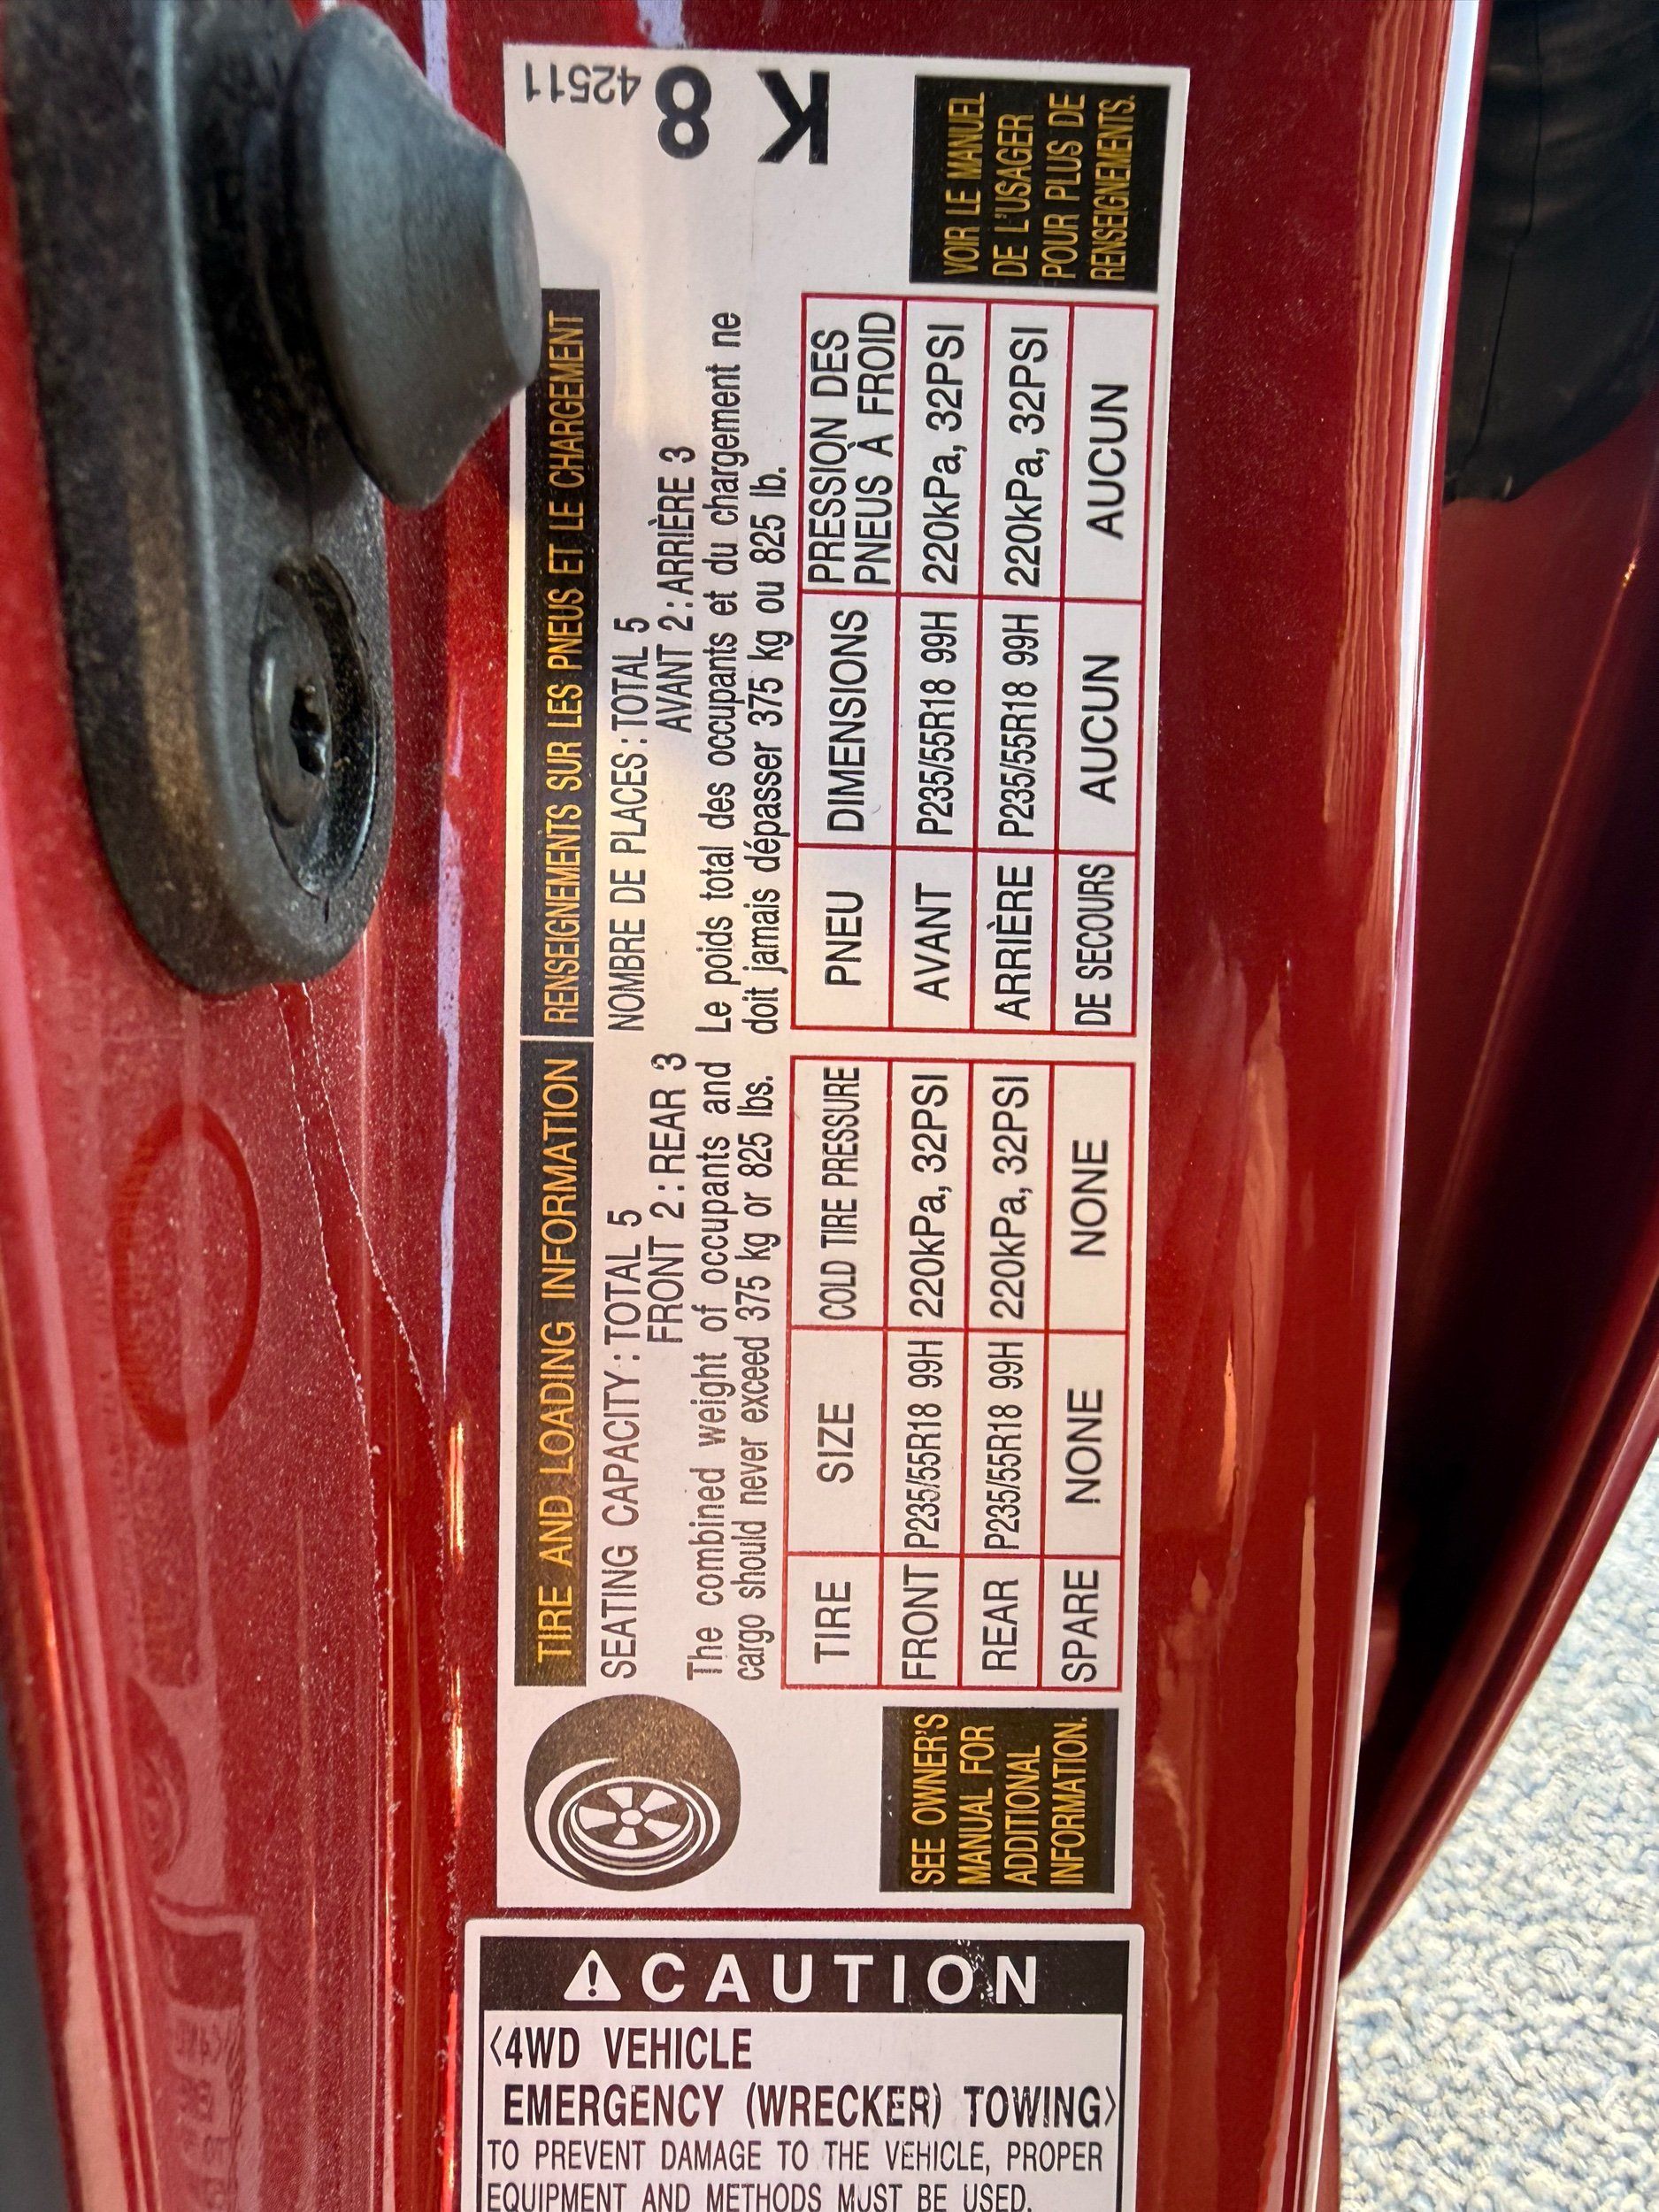 TIRE AND LOADING INFORMATION
SEATING CAPACITY : TOTAL 5
FRONT 2 : REAR 3
The combined weight of occupants and
cargo should never exceed 375 kg or 825 lbs.
TIRE SIZE COLD TIRE PRESSURE
FRONT P235/55R18 99H 220kPa, 32PSI
REAR P235/55R18 99H 220kPa, 32PSI
SPARE NONE NONE
SEE OWNER'S
MANUAL FOR
ADDITIONAL
INFORMATION.
RENSEIGNEMENTS SUR LES PNEUS ET LE CHARGEMENT
NOMBRE DE PLACES : TOTAL 5
AVANT 2 : ARRIÈRE 3
Le poids total des occupants et du chargement ne
doit jamais dépasser 375 kg ou 825 lb.
PNEU DIMENSIONS PRESSION DES
PNEUS À FROID
AVANT P235/55R18 99H 220kPa, 32PSI
ARRIÈRE P235/55R18 99H 220kPa, 32PSI
DE SECOURS AUCUN AUCUN
VOIR LE MANUEL
DE L'USAGER
POUR PLUS DE
RENSEIGNEMENTS.
42511
K8
CAUTION
<4WD VEHICLE
EMERGENCY (WRECKER) TOWING>
TO PREVENT DAMAGE TO THE VEHICLE, PROPER
EQUIPMENT AND METHODS MUST BE USED.